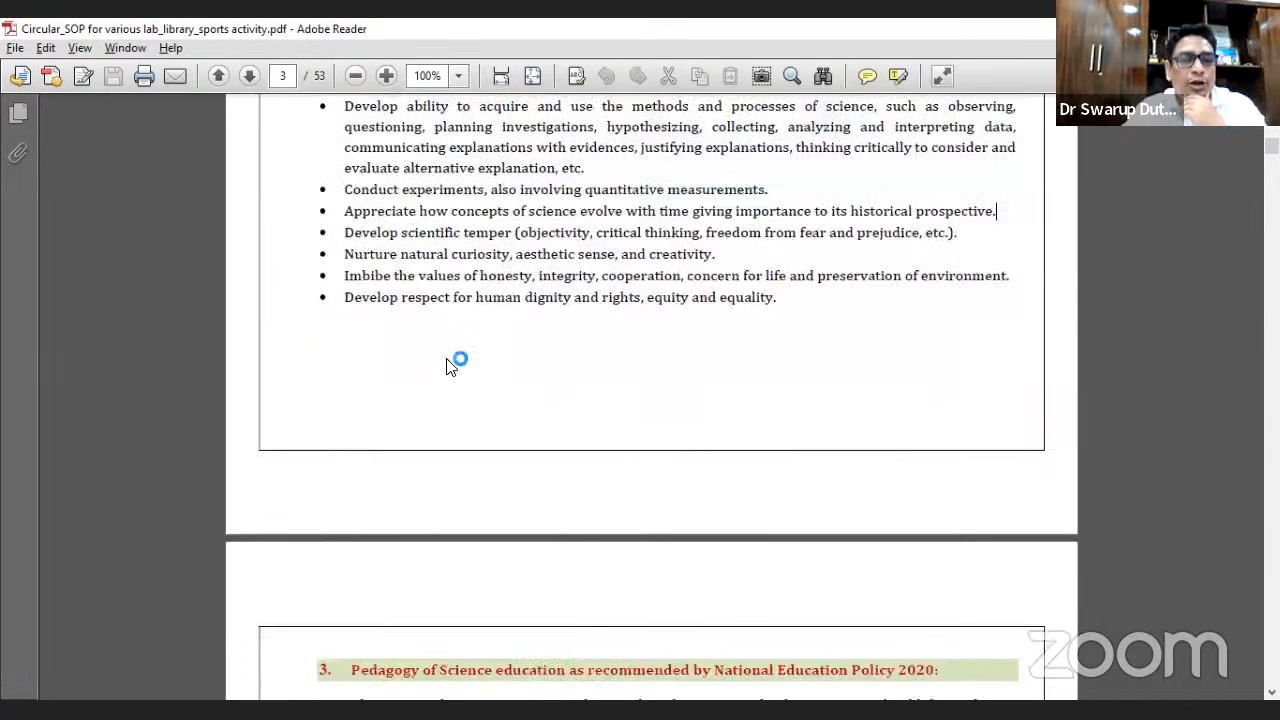 Circular_SOP for various lab_library_sports activity.pdf - Adobe Reader
File Edit View Window Help
3 / 53 100%
Dr Swarup Dut...
• Develop ability to acquire and use the methods and processes of science, such as observing,
questioning, planning investigations, hypothesizing, collecting, analyzing and interpreting data,
communicating explanations with evidences, justifying explanations, thinking critically to consider and
evaluate alternative explanation, etc.
• Conduct experiments, also involving quantitative measurements.
• Appreciate how concepts of science evolve with time giving importance to its historical prospective.
• Develop scientific temper (objectivity, critical thinking, freedom from fear and prejudice, etc.).
• Nurture natural curiosity, aesthetic sense, and creativity.
• Imbibe the values of honesty, integrity, cooperation, concern for life and preservation of environment.
• Develop respect for human dignity and rights, equity and equality.
3. Pedagogy of Science education as recommended by National Education Policy 2020:
zoom